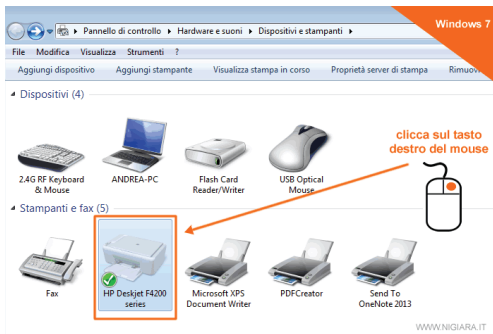 Windows 7
Pannello di controllo ▸ Hardware e suoni ▸ Dispositivi e stampanti ▸
File Modifica Visualizza Strumenti ?
Aggiungi dispositivo Aggiungi stampante Visualizza stampa in corso Proprietà server di stampa
Dispositivi (4)
clicca sul tasto
destro del mouse
2.4G RF Keyboard
& Mouse
ANDREA-PC
Flash Card
Reader/Writer
USB Optical
Mouse
Stampanti e fax (5)
Fax
HP Deskjet F4200
series
Microsoft XPS
Document Writer
PDFCreator
Send To
OneNote 2013
WWW.NIGIARA.IT